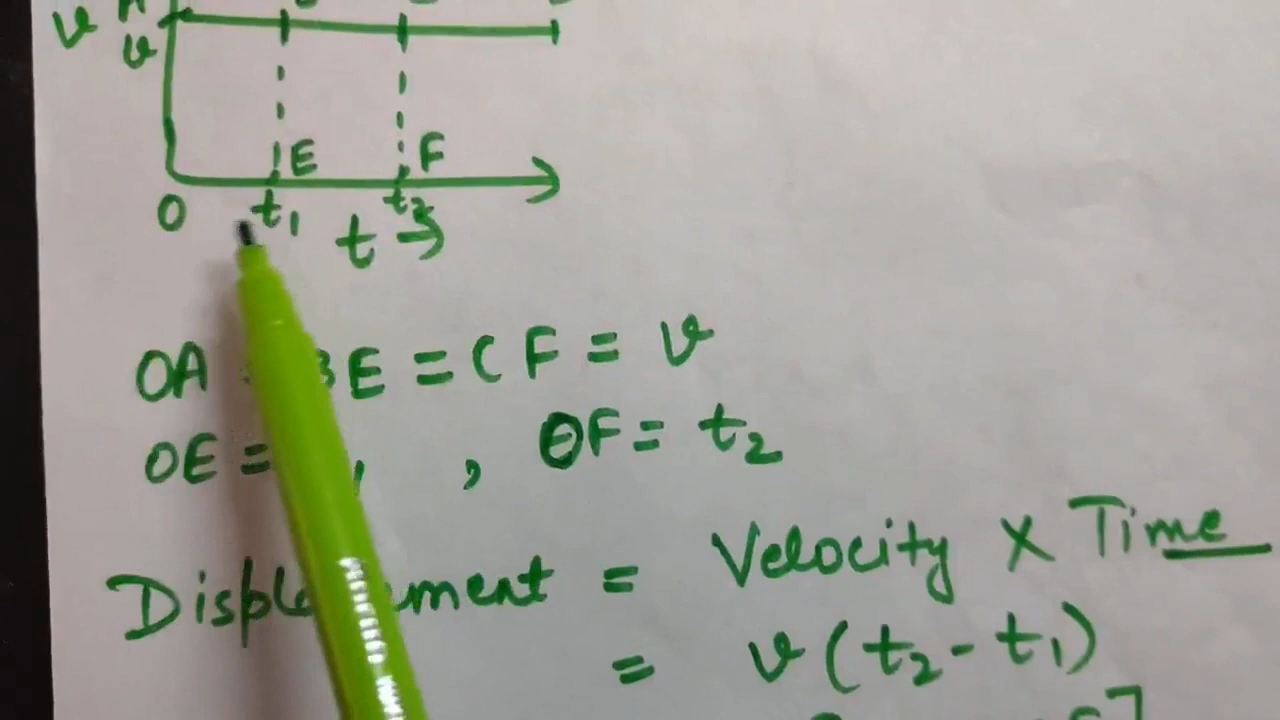 v
v
E F
O t₁ t₂
t →
OA BE = CF = v
OE = , OF = t₂
Displ ment = Velocity × Time
= v(t₂ - t₁)